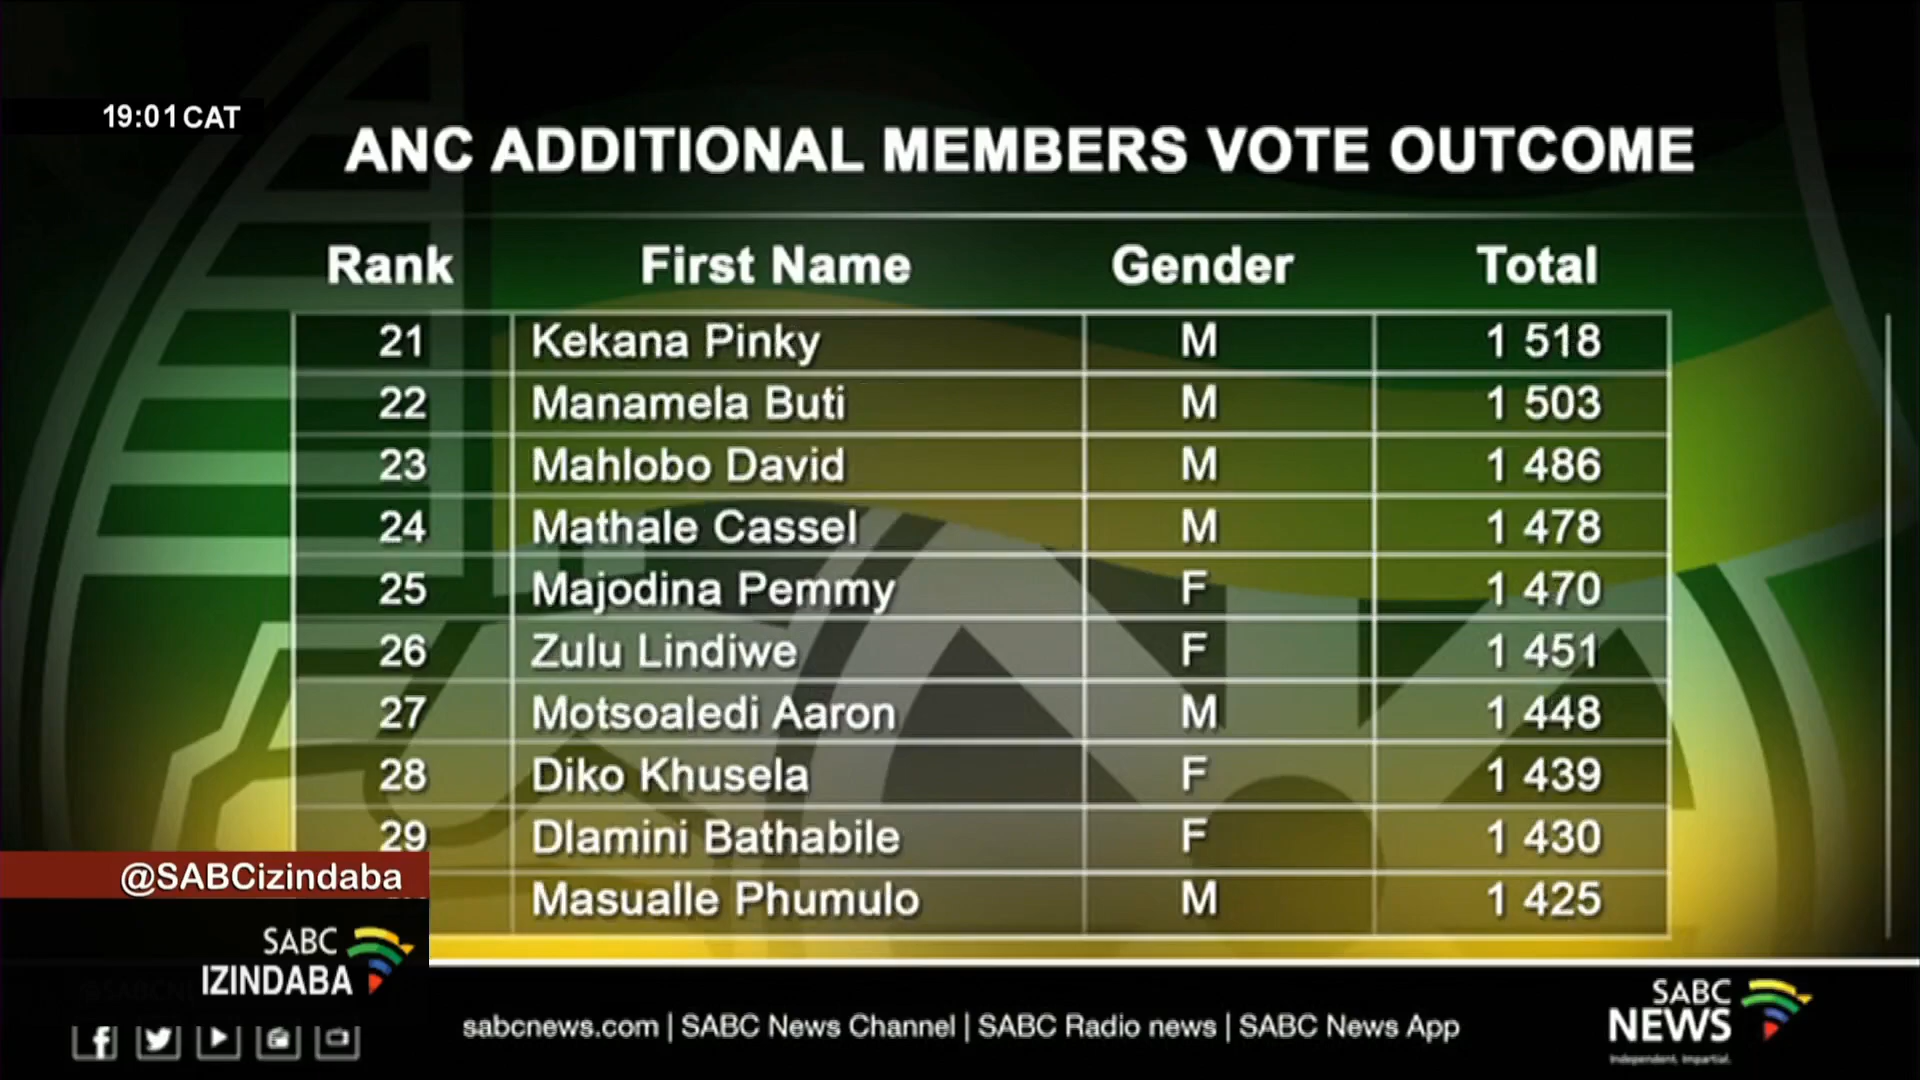 19:01 CAT
ANC ADDITIONAL MEMBERS VOTE OUTCOME
Rank First Name Gender Total
21 Kekana Pinky M 1 518
22 Manamela Buti M 1 503
23 Mahlobo David M 1 486
24 Mathale Cassel M 1 478
25 Majodina Pemmy F 1 470
26 Zulu Lindiwe F 1 451
27 Motsoaledi Aaron M 1 448
28 Diko Khusela F 1 439
29 Dlamini Bathabile F 1 430
Masualle Phumulo M 1 425
@SABCizindaba
SABC
IZINDABA
sabcnews.com | SABC News Channel | SABC Radio news | SABC News App
SABC
NEWS
Independent. Impartial.